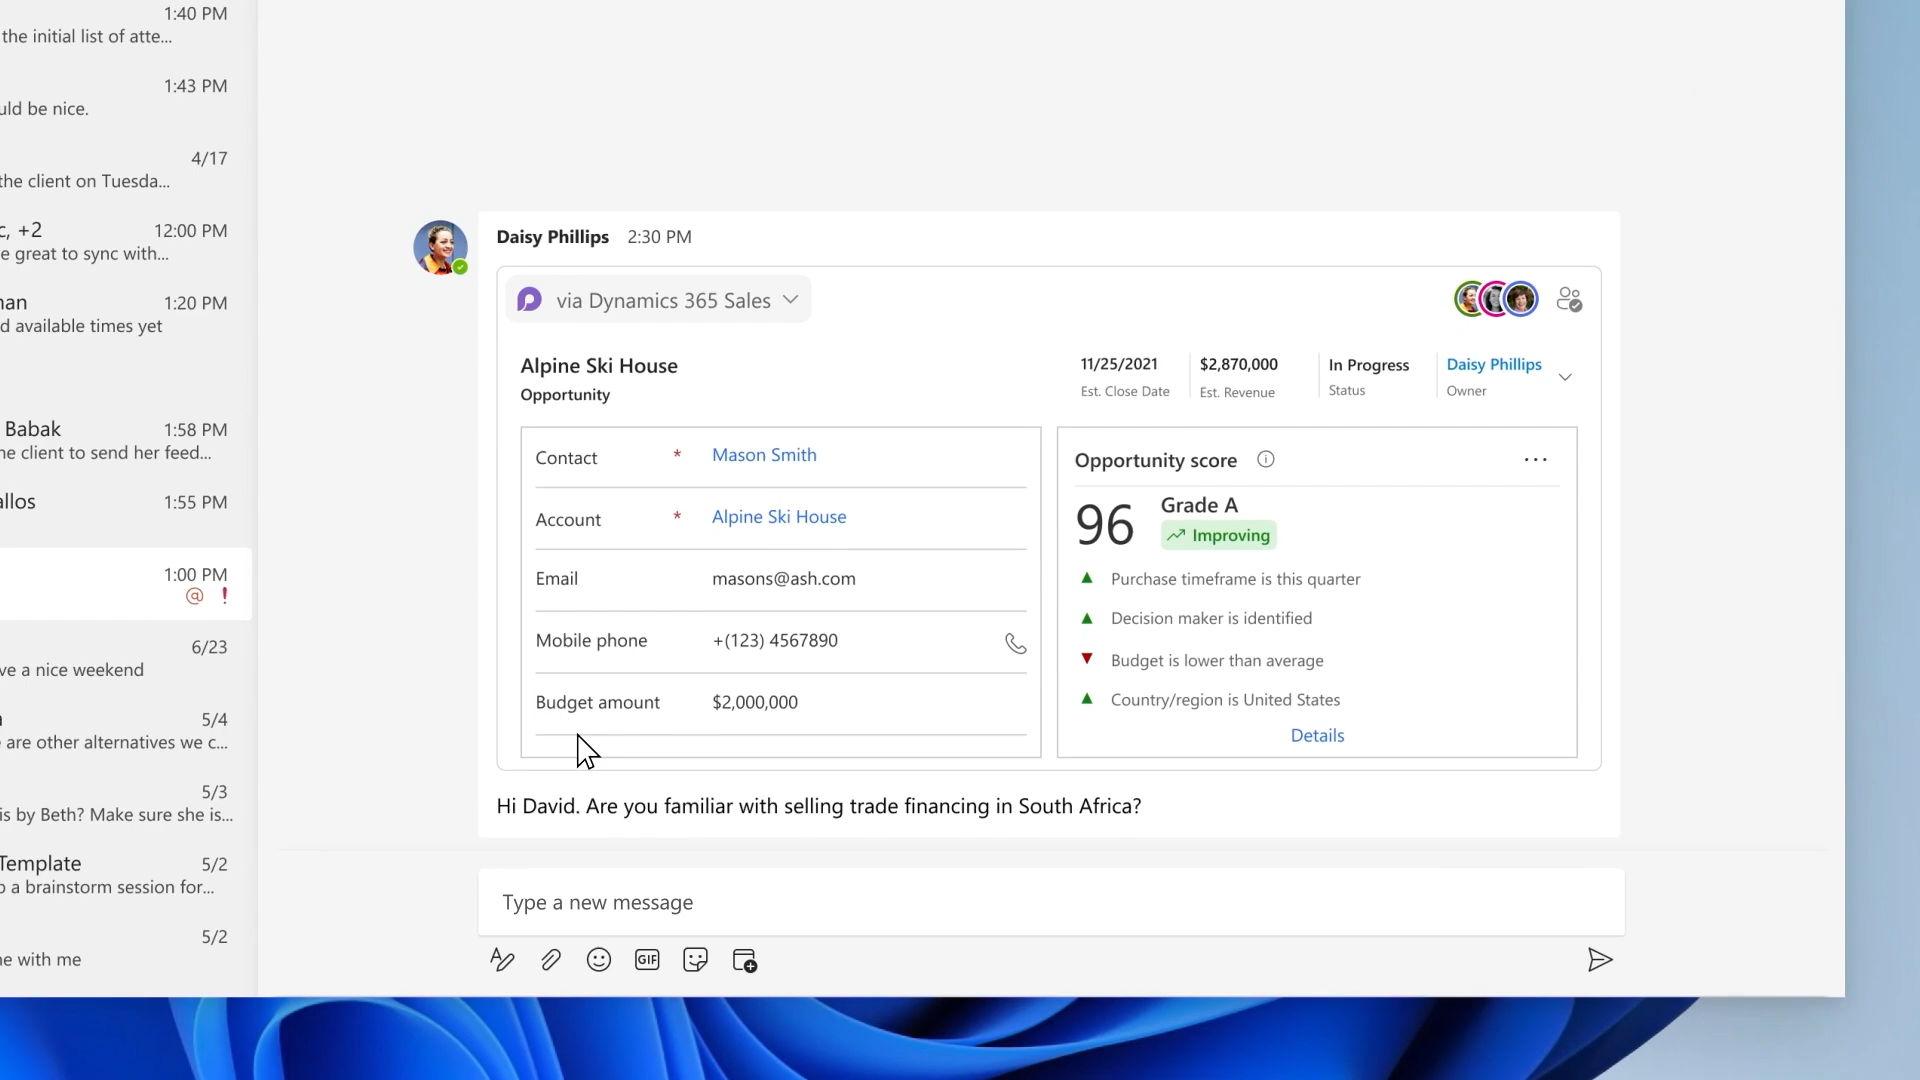 1:40 PM
the initial list of atte...
1:43 PM
uld be nice.
4/17
the client on Tuesda...
c, +2 12:00 PM
e great to sync with...
nan 1:20 PM
d available times yet
Babak 1:58 PM
ne client to send her feed...
allos 1:55 PM
1:00 PM
@ !
6/23
ve a nice weekend
5/4
e are other alternatives we c...
5/3
is by Beth? Make sure she is...
Template 5/2
p a brainstorm session for...
5/2
ne with me
Daisy Phillips 2:30 PM
via Dynamics 365 Sales
Alpine Ski House
Opportunity
11/25/2021 $2,870,000 In Progress Daisy Phillips
Est. Close Date Est. Revenue Status Owner
Contact * Mason Smith
Account * Alpine Ski House
Email masons@ash.com
Mobile phone +(123) 4567890
Budget amount $2,000,000
Opportunity score ...
96 Grade A
Improving
Purchase timeframe is this quarter
Decision maker is identified
Budget is lower than average
Country/region is United States
Details
Hi David. Are you familiar with selling trade financing in South Africa?
Type a new message
GIF